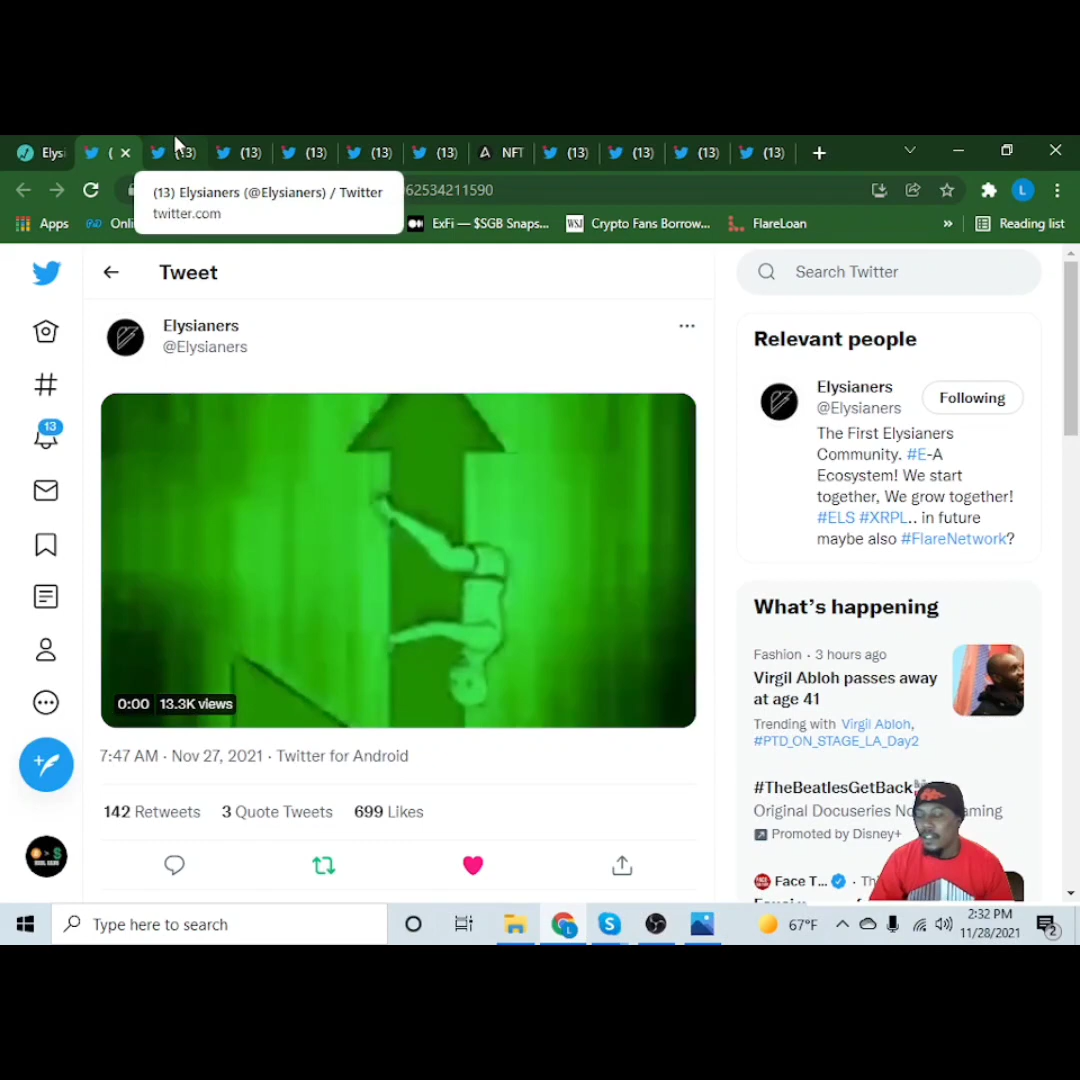 Elysi
(
(13)
(13)
(13)
(13)
(13)
NFT
(13)
(13)
(13)
(13)
62534211590
(13) Elysianers (@Elysianers) / Twitter
twitter.com
Apps
Onli
ExFi — $SGB Snaps...
WSJ
Crypto Fans Borrow...
FlareLoan
»
Reading list
Tweet
Search Twitter
Elysianers
@Elysianers
Relevant people
Elysianers
@Elysianers
Following
The First Elysianers
Community. #E-A
Ecosystem! We start
together, We grow together!
#ELS #XRPL.. in future
maybe also #FlareNetwork?
13
0:00 13.3K views
7:47 AM · Nov 27, 2021 · Twitter for Android
142 Retweets 3 Quote Tweets 699 Likes
What's happening
Fashion · 3 hours ago
Virgil Abloh passes away
at age 41
Trending with Virgil Abloh,
#PTD_ON_STAGE_LA_Day2
#TheBeatlesGetBack
Original Docuseries No aming
Promoted by Disney+
Face T... · Thi
Type here to search
L
67°F
2:32 PM
11/28/2021
2